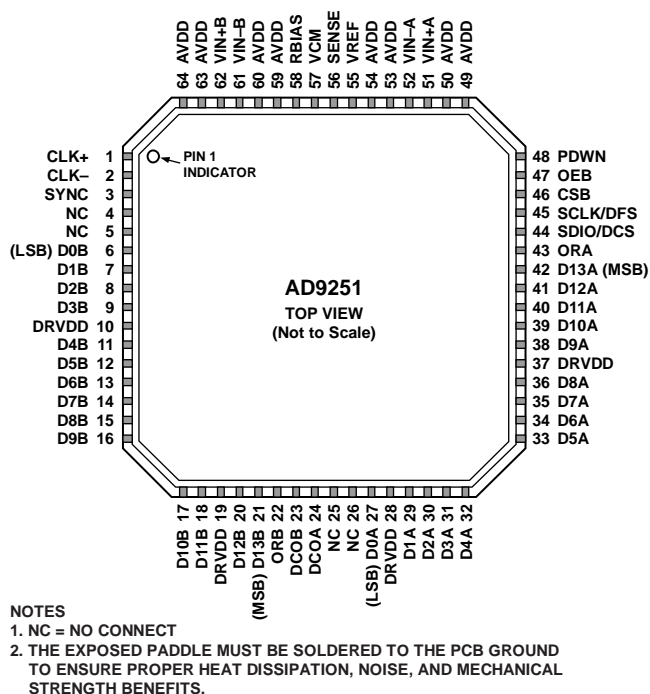 64 AVDD
63 AVDD
62 VIN+B
61 VIN–B
60 AVDD
59 AVDD
58 RBIAS
57 VCM
56 SENSE
55 VREF
54 AVDD
53 AVDD
52 VIN–A
51 VIN+A
50 AVDD
49 AVDD
CLK+ 1
CLK– 2
SYNC 3
NC 4
NC 5
(LSB) D0B 6
D1B 7
D2B 8
D3B 9
DRVDD 10
D4B 11
D5B 12
D6B 13
D7B 14
D8B 15
D9B 16
PIN 1
INDICATOR
AD9251
TOP VIEW
(Not to Scale)
48 PDWN
47 OEB
46 CSB
45 SCLK/DFS
44 SDIO/DCS
43 ORA
42 D13A (MSB)
41 D12A
40 D11A
39 D10A
38 D9A
37 DRVDD
36 D8A
35 D7A
34 D6A
33 D5A
D10B 17
D11B 18
DRVDD 19
D12B 20
(MSB) D13B 21
ORB 22
DCOB 23
DCOA 24
NC 25
NC 26
(LSB) D0A 27
DRVDD 28
D1A 29
D2A 30
D3A 31
D4A 32
NOTES
1. NC = NO CONNECT
2. THE EXPOSED PADDLE MUST BE SOLDERED TO THE PCB GROUND
TO ENSURE PROPER HEAT DISSIPATION, NOISE, AND MECHANICAL
STRENGTH BENEFITS.